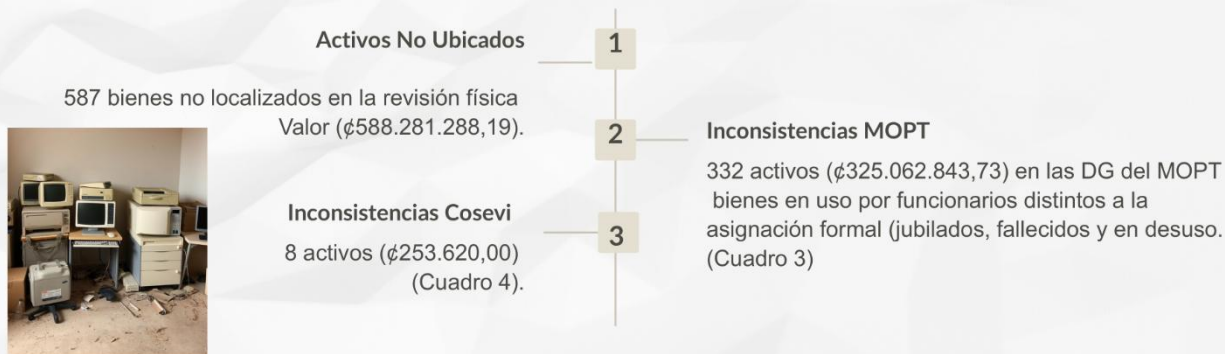 Activos No Ubicados
587 bienes no localizados en la revisión física
Valor (¢588.281.288,19).
1
2
Inconsistencias MOPT
332 activos (¢325.062.843,73) en las DG del MOPT
bienes en uso por funcionarios distintos a la
asignación formal (jubilados, fallecidos y en desuso.
(Cuadro 3)
Inconsistencias Cosevi
8 activos (¢253.620,00)
(Cuadro 4).
3